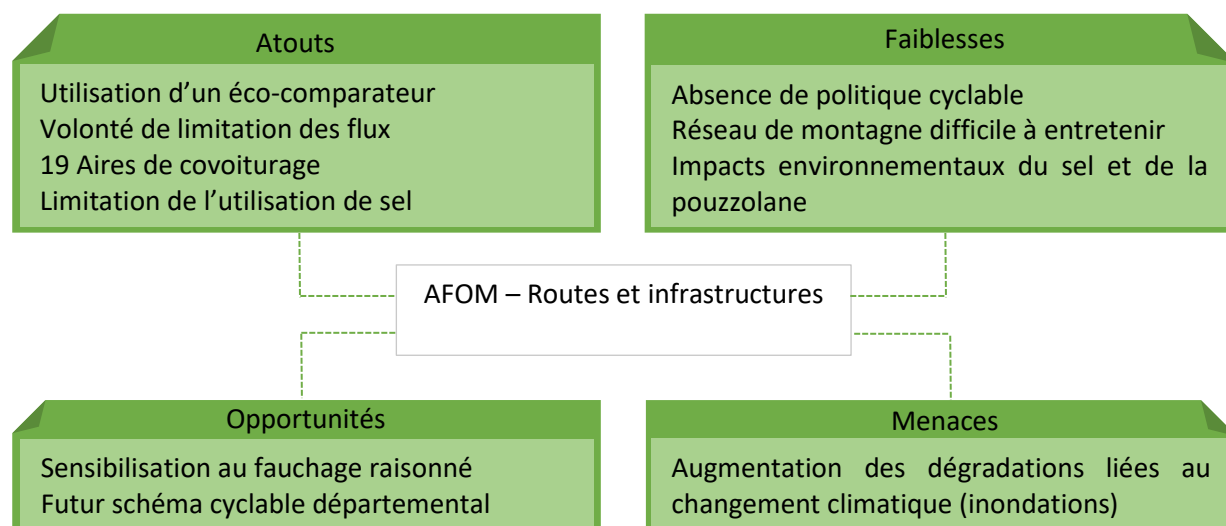 Atouts
Utilisation d’un éco-comparateur
Volonté de limitation des flux
19 Aires de covoiturage
Limitation de l’utilisation de sel
Faiblesses
Absence de politique cyclable
Réseau de montagne difficile à entretenir
Impacts environnementaux du sel et de la
pouzzolane
AFOM – Routes et infrastructures
Opportunités
Sensibilisation au fauchage raisonné
Futur schéma cyclable départemental
Menaces
Augmentation des dégradations liées au
changement climatique (inondations)